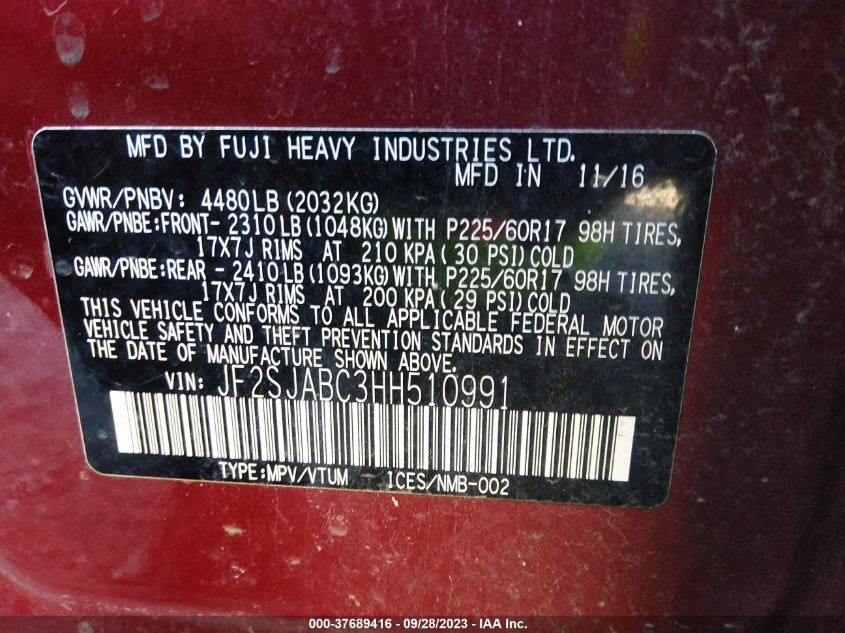 MFD BY FUJI HEAVY INDUSTRIES LTD.
MFD IN 11/16
GVWR/PNBV: 4480LB (2032KG)
GAWR/PNBE:FRONT- 2310LB (1048KG) WITH P225/60R17 98H TIRES,
17X7J RIMS AT 210 KPA (30 PSI) COLD
GAWR/PNBE:REAR - 2410LB (1093KG) WITH P225/60R17 98H TIRES,
17X7J RIMS AT 200 KPA (29 PSI) COLD
THIS VEHICLE CONFORMS TO ALL APPLICABLE FEDERAL MOTOR
VEHICLE SAFETY AND THEFT PREVENTION STANDARDS IN EFFECT ON
THE DATE OF MANUFACTURE SHOWN ABOVE.
VIN: JF2SJABC3HH510991
TYPE:MPV/VTUM ICES/NMB-002
000-37689416 - 09/28/2023 - IAA Inc.